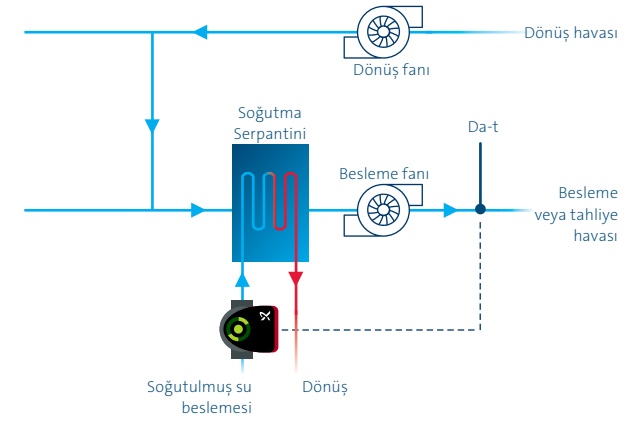 Dönüş havası
Dönüş fanı
Soğutma
Serpantini
Da-t
Besleme fanı
Besleme
veya tahliye
havası
Soğutulmuş su
beslemesi
Dönüş